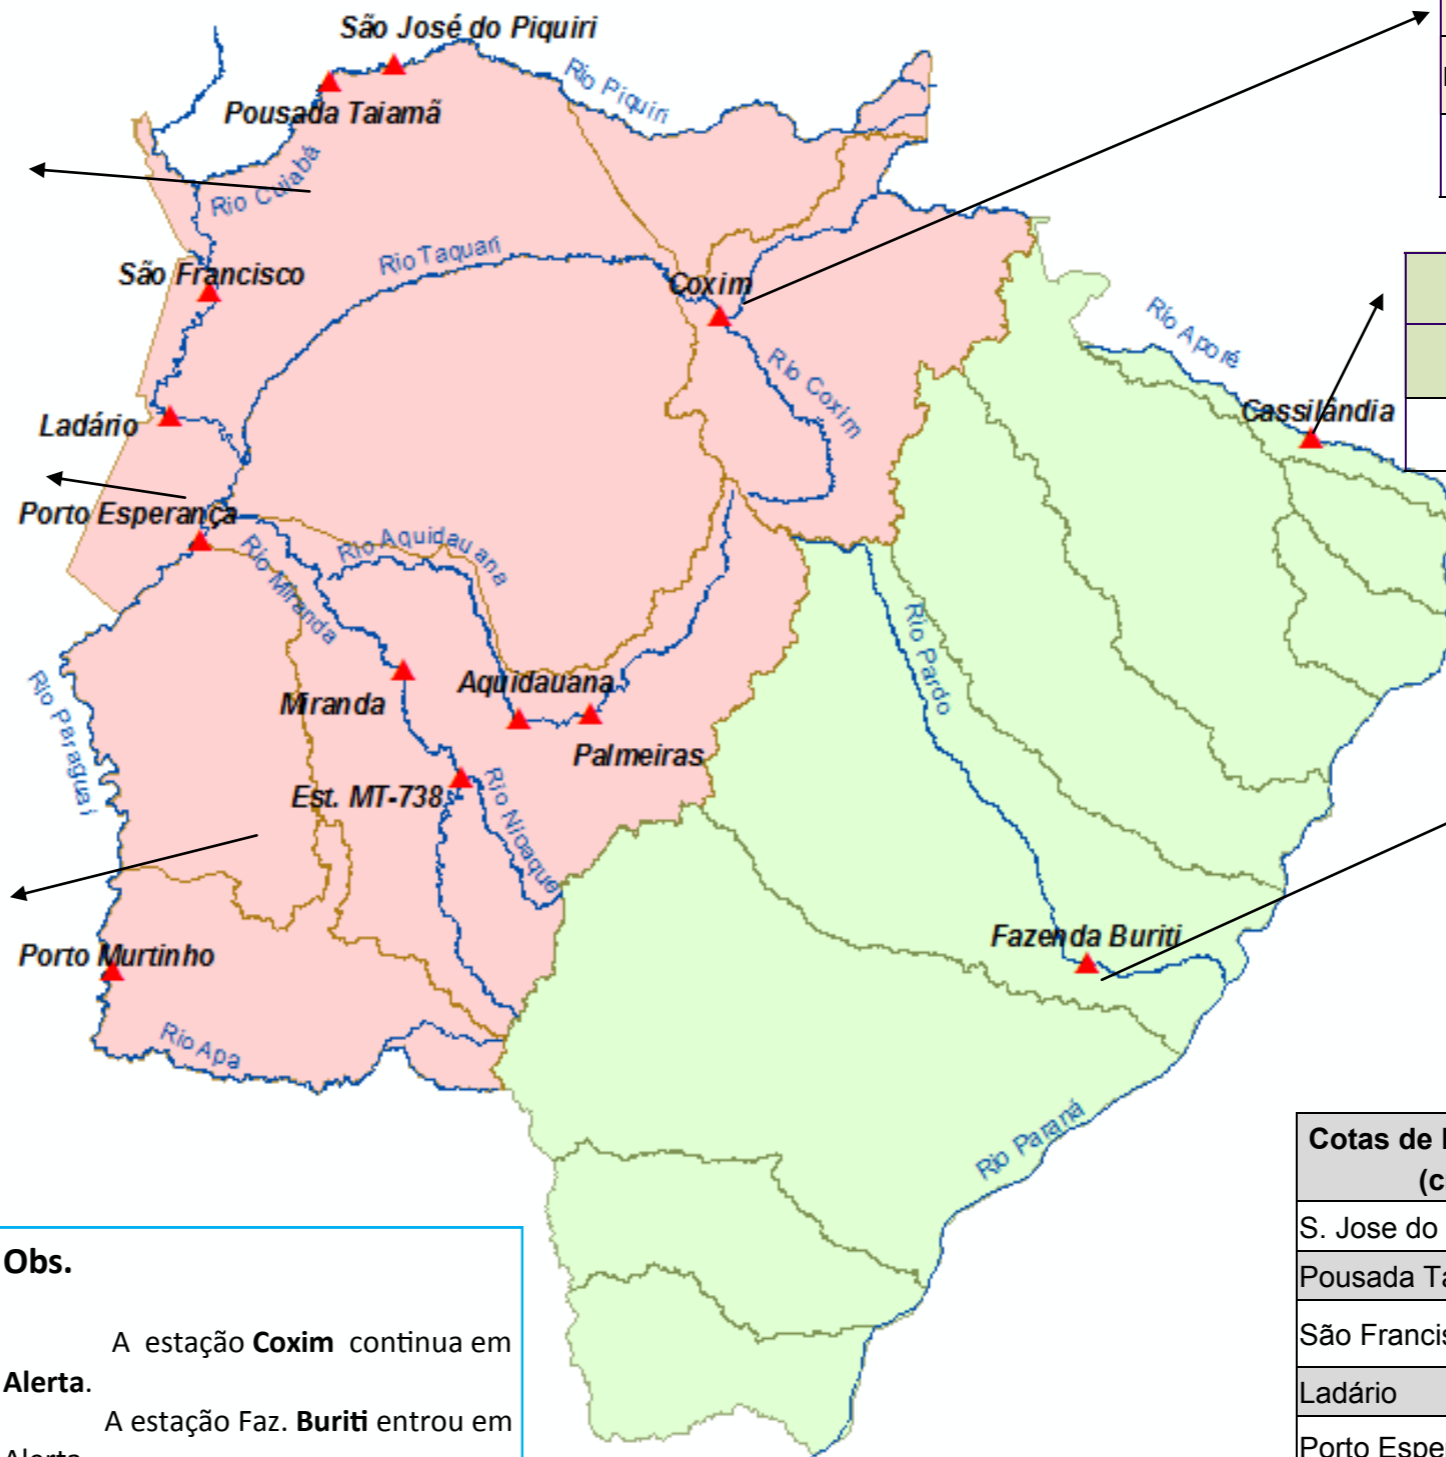 São José do Piquiri
Rio Piquiri
Pousada Taiamã
Rio Cuiabá
Rio Taquari
São Francisco
Coxim
Rio Aporé
Rio Coxim
Cassilândia
Ladário
Porto Esperança
Rio Aquidauana
Rio Miranda
Rio Pardo
Rio Paraguai
Aquidauana
Miranda
Palmeiras
Est. MT-738
Rio Nioaque
Fazenda Buriti
Porto Murtinho
Rio Apa
Rio Paraná
Obs.
A estação Coxim continua em
Alerta.
A estação Faz. Buriti entrou em
Alerta
Cotas de
(c
S. Jose do
Pousada Ta
São Francis
Ladário
Porto Espe